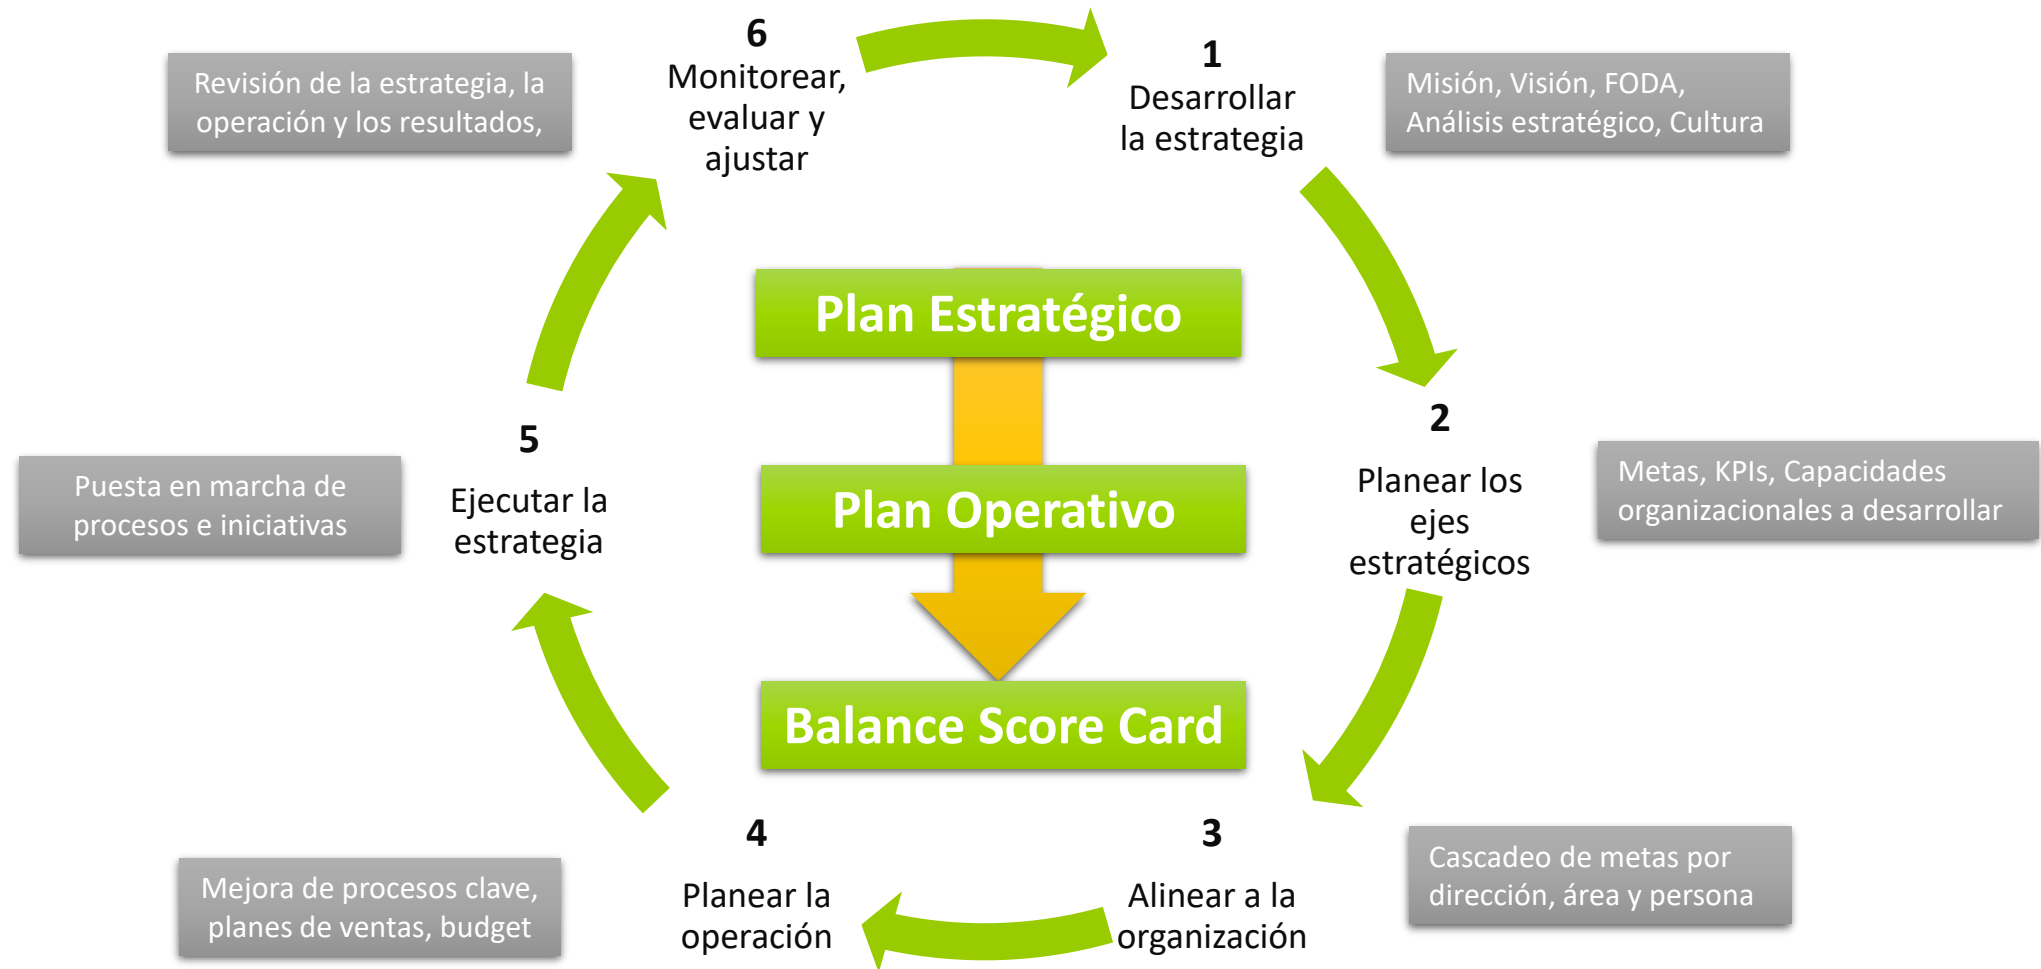 6
Monitorear,
evaluar y
ajustar
Revisión de la estrategia, la
operación y los resultados,
1
Desarrollar
la estrategia
Misión, Visión, FODA,
Análisis estratégico, Cultura
Plan Estratégico
Plan Operativo
Balance Score Card
2
Planear los
ejes
estratégicos
Metas, KPIs, Capacidades
organizacionales a desarrollar
5
Ejecutar la
estrategia
Puesta en marcha de
procesos e iniciativas
3
Alinear a la
organización
Cascadeo de metas por
dirección, área y persona
4
Planear la
operación
Mejora de procesos clave,
planes de ventas, budget